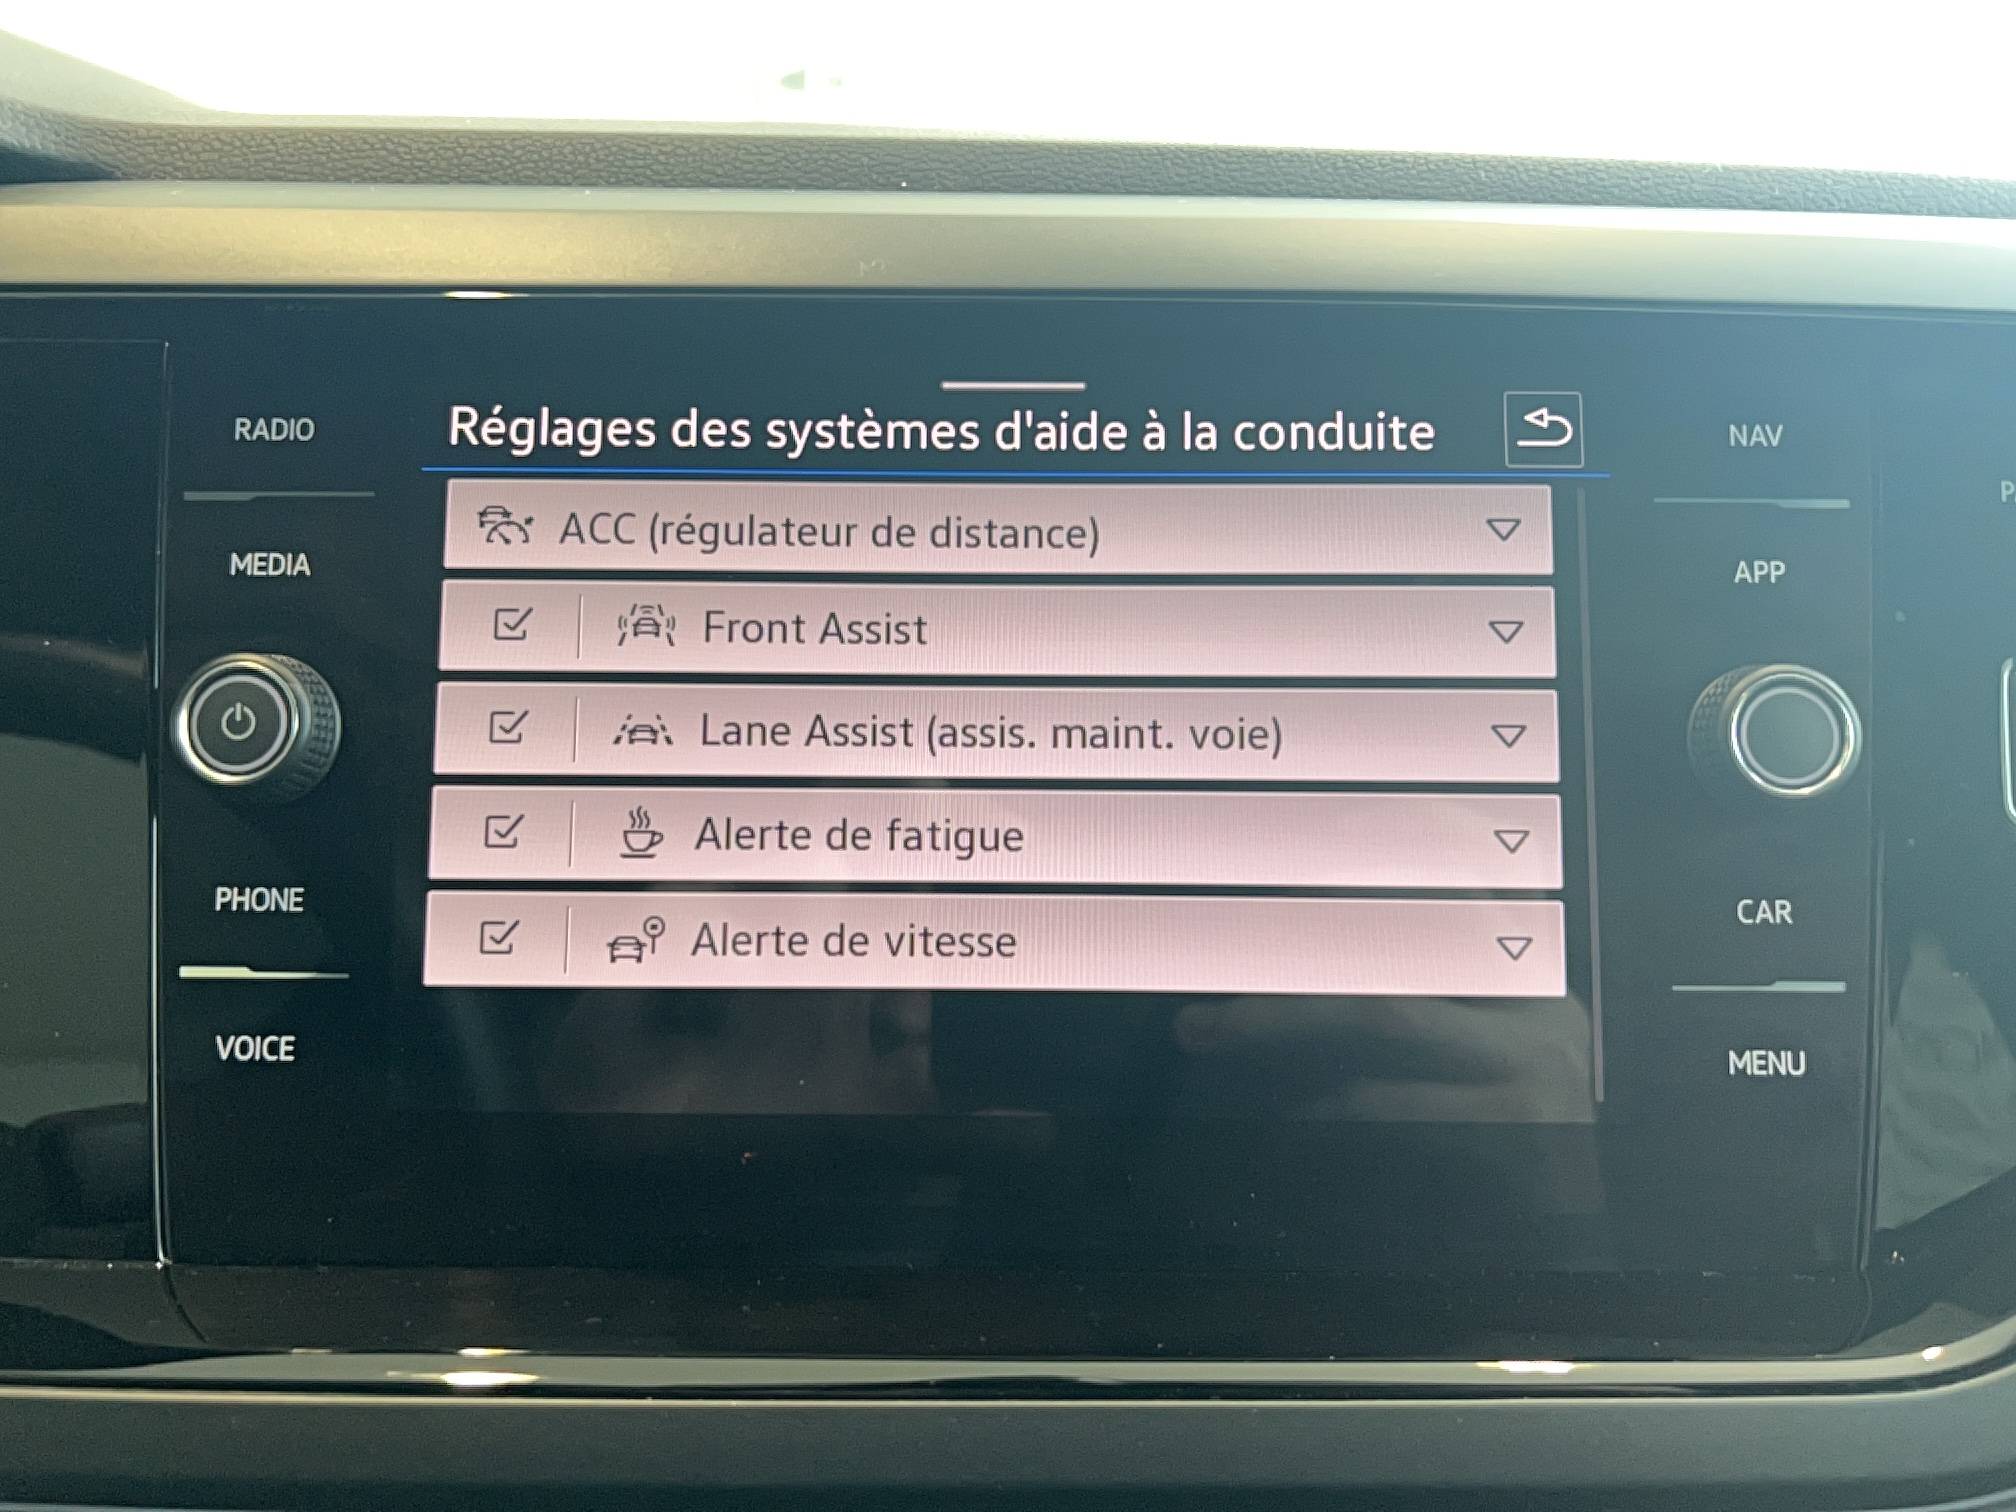 RADIO
MEDIA
PHONE
VOICE
Réglages des systèmes d'aide à la conduite
ACC (régulateur de distance)
Front Assist
Lane Assist (assis. maint. voie)
Alerte de fatigue
Alerte de vitesse
NAV
APP
CAR
MENU